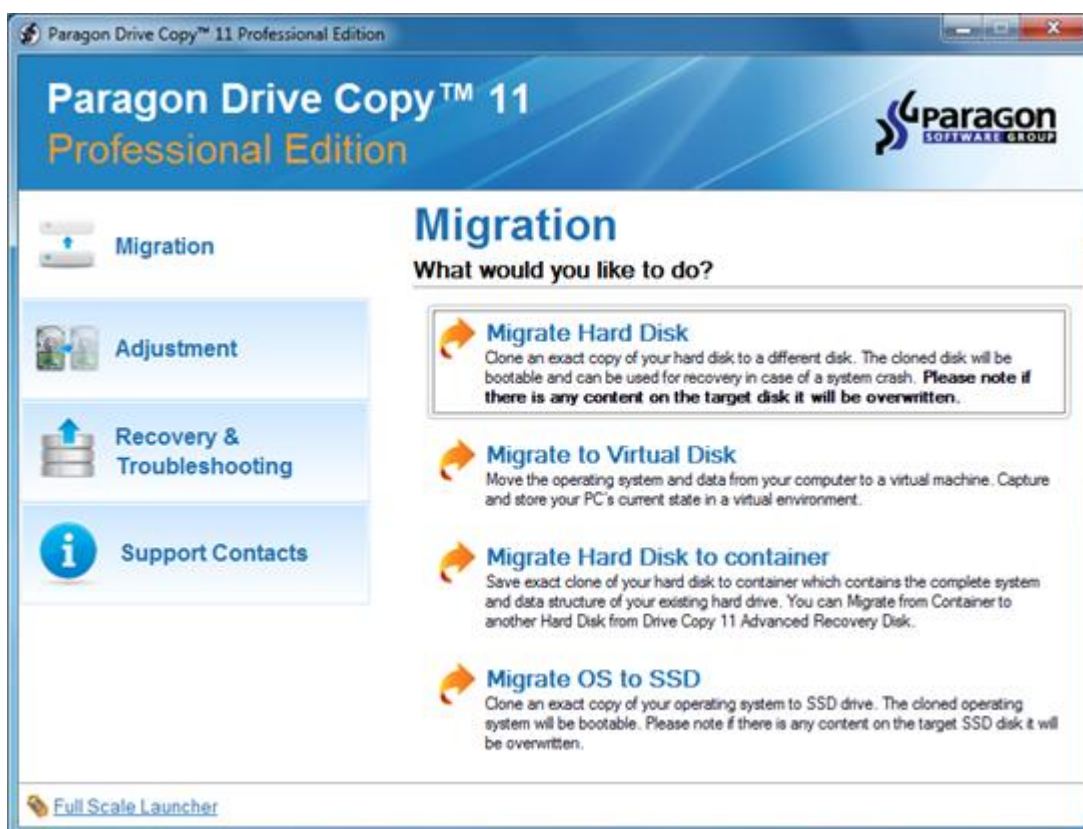 Paragon Drive Copy™ 11 Professional Edition
Paragon Drive Copy™ 11
Professional Edition
Paragon
SOFTWARE GROUP
Migration
Adjustment
Recovery &
Troubleshooting
Support Contacts
Migration
What would you like to do?
Migrate Hard Disk
Clone an exact copy of your hard disk to a different disk. The cloned disk will be
bootable and can be used for recovery in case of a system crash. Please note if
there is any content on the target disk it will be overwritten.
Migrate to Virtual Disk
Move the operating system and data from your computer to a virtual machine. Capture
and store your PC's current state in a virtual environment.
Migrate Hard Disk to container
Save exact clone of your hard disk to container which contains the complete system
and data structure of your existing hard drive. You can Migrate from Container to
another Hard Disk from Drive Copy 11 Advanced Recovery Disk.
Migrate OS to SSD
Clone an exact copy of your operating system to SSD drive. The cloned operating
system will be bootable. Please note if there is any content on the target SSD disk it will
be overwritten.
Full Scale Launcher